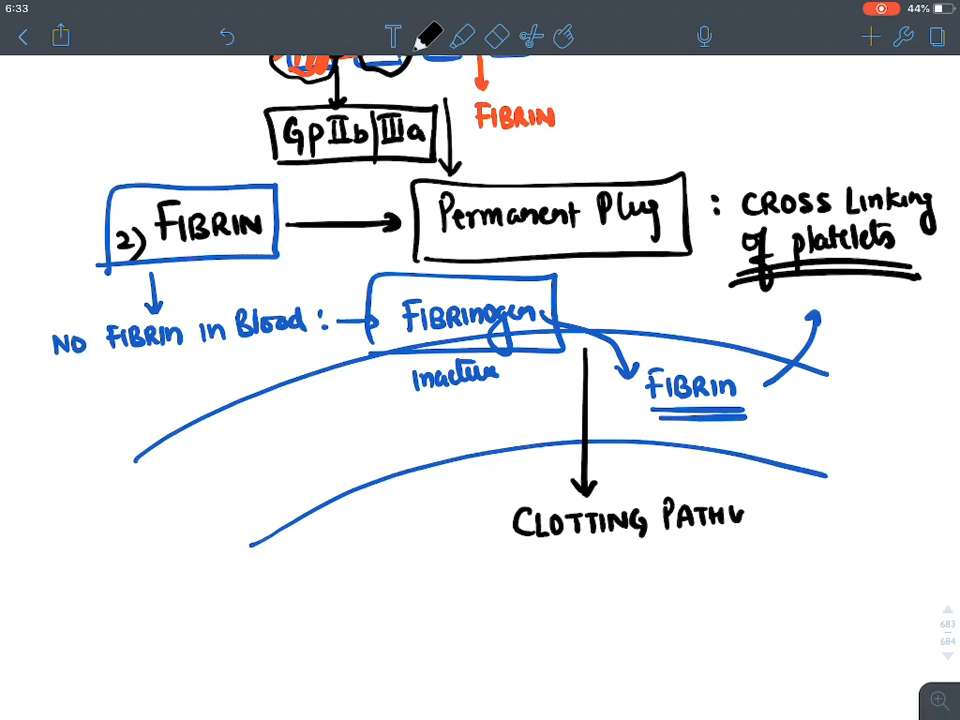 6:33
44%
T
FIBRIN
GpIIb|IIIa
2) FIBRIN
Permanent Plug
: CROSS Linking
of platelets
NO FIBRIN in Blood :
FIBRINogen
Inactive
FIBRIN
CLOTTING PATHW
683
684